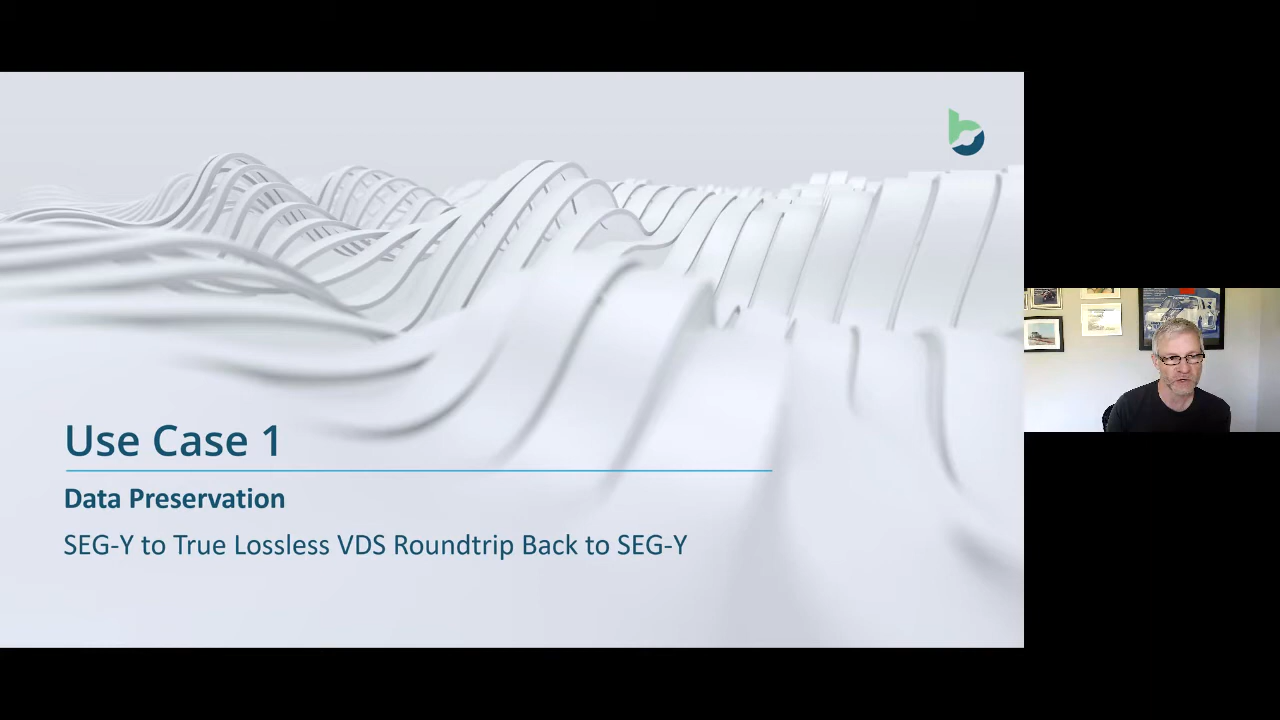 Use Case 1
Data Preservation
SEG-Y to True Lossless VDS Roundtrip Back to SEG-Y